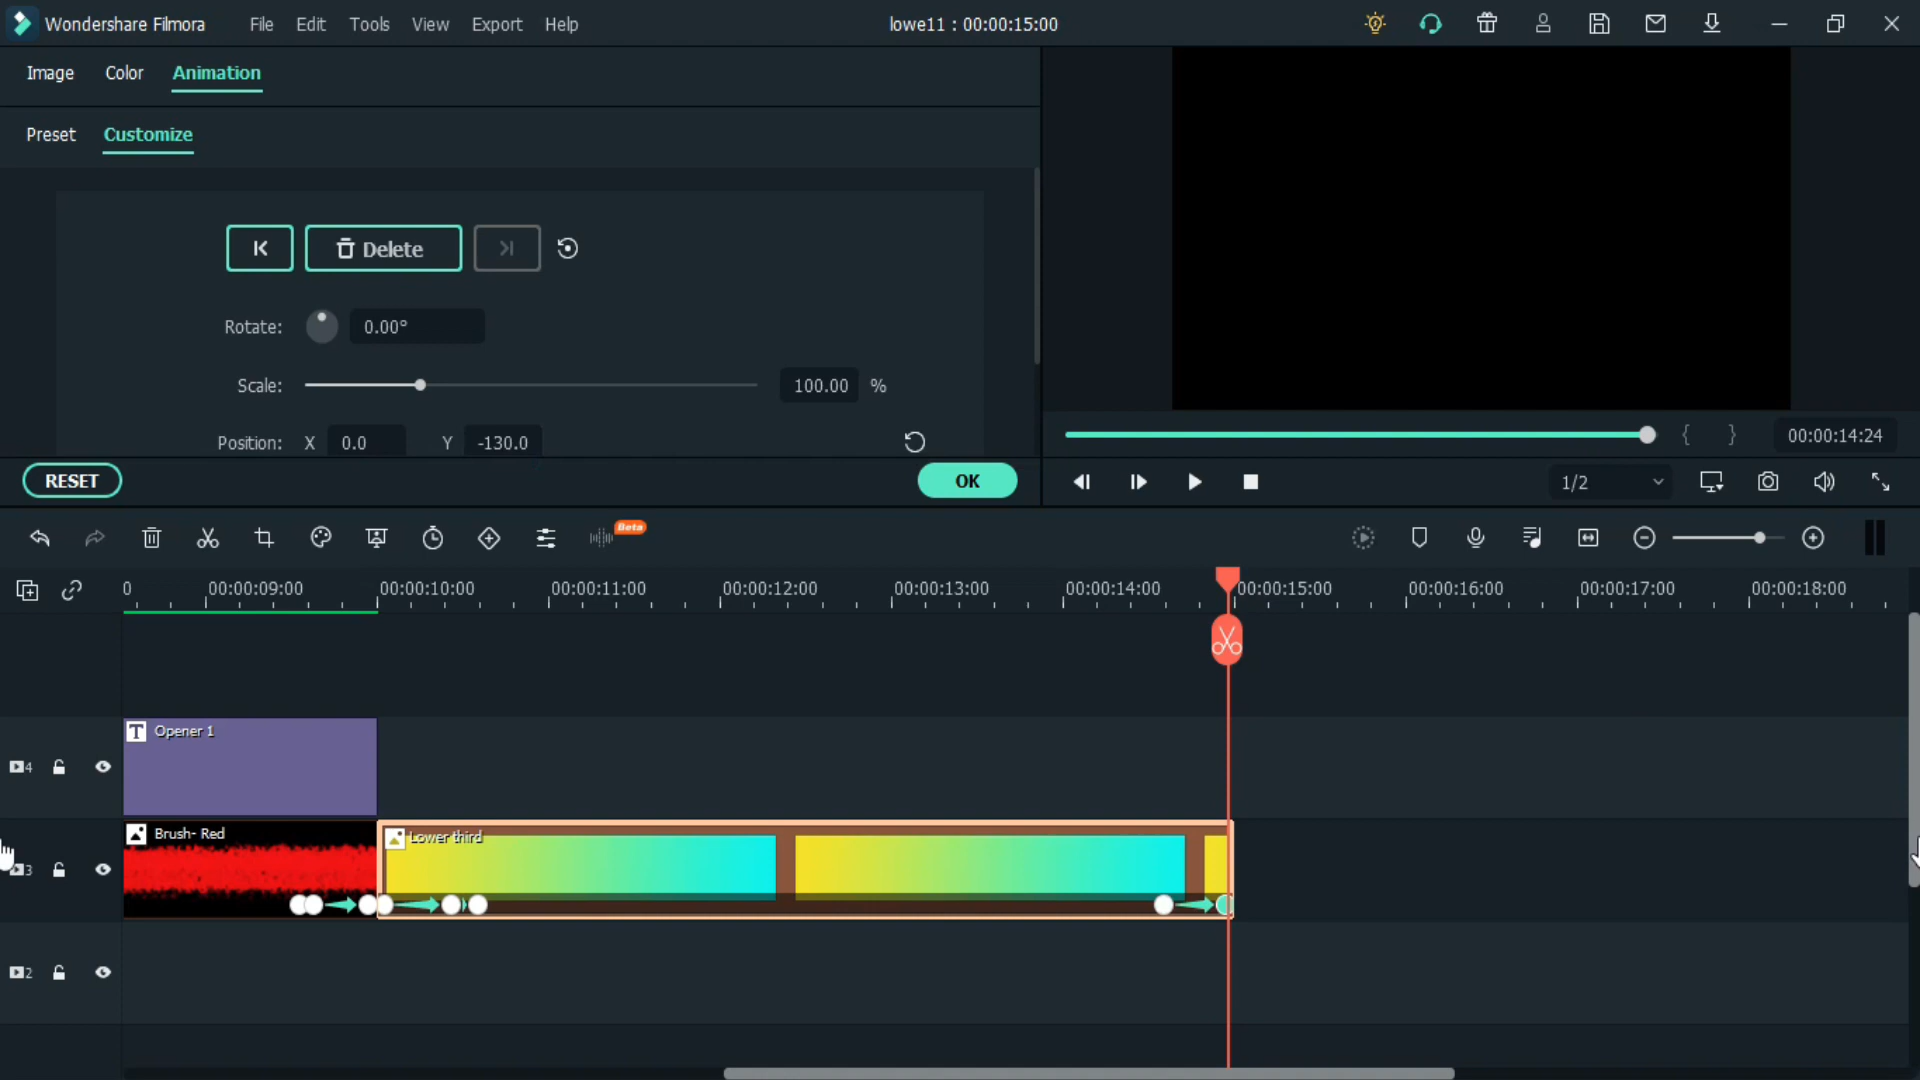 Wondershare Filmora File Edit Tools View Export Help lowe11 : 00:00:15:00
Image Color Animation
Preset Customize
Delete
Rotate: 0.00°
Scale: 100.00 %
Position: X 0.0 Y -130.0
RESET OK
{ } 00:00:14:24
1/2
Beta
0 00:00:09:00 00:00:10:00 00:00:11:00 00:00:12:00 00:00:13:00 00:00:14:00 00:00:15:00 00:00:16:00 00:00:17:00 00:00:18:00
T Opener 1
4
Brush- Red Lower third
3
2